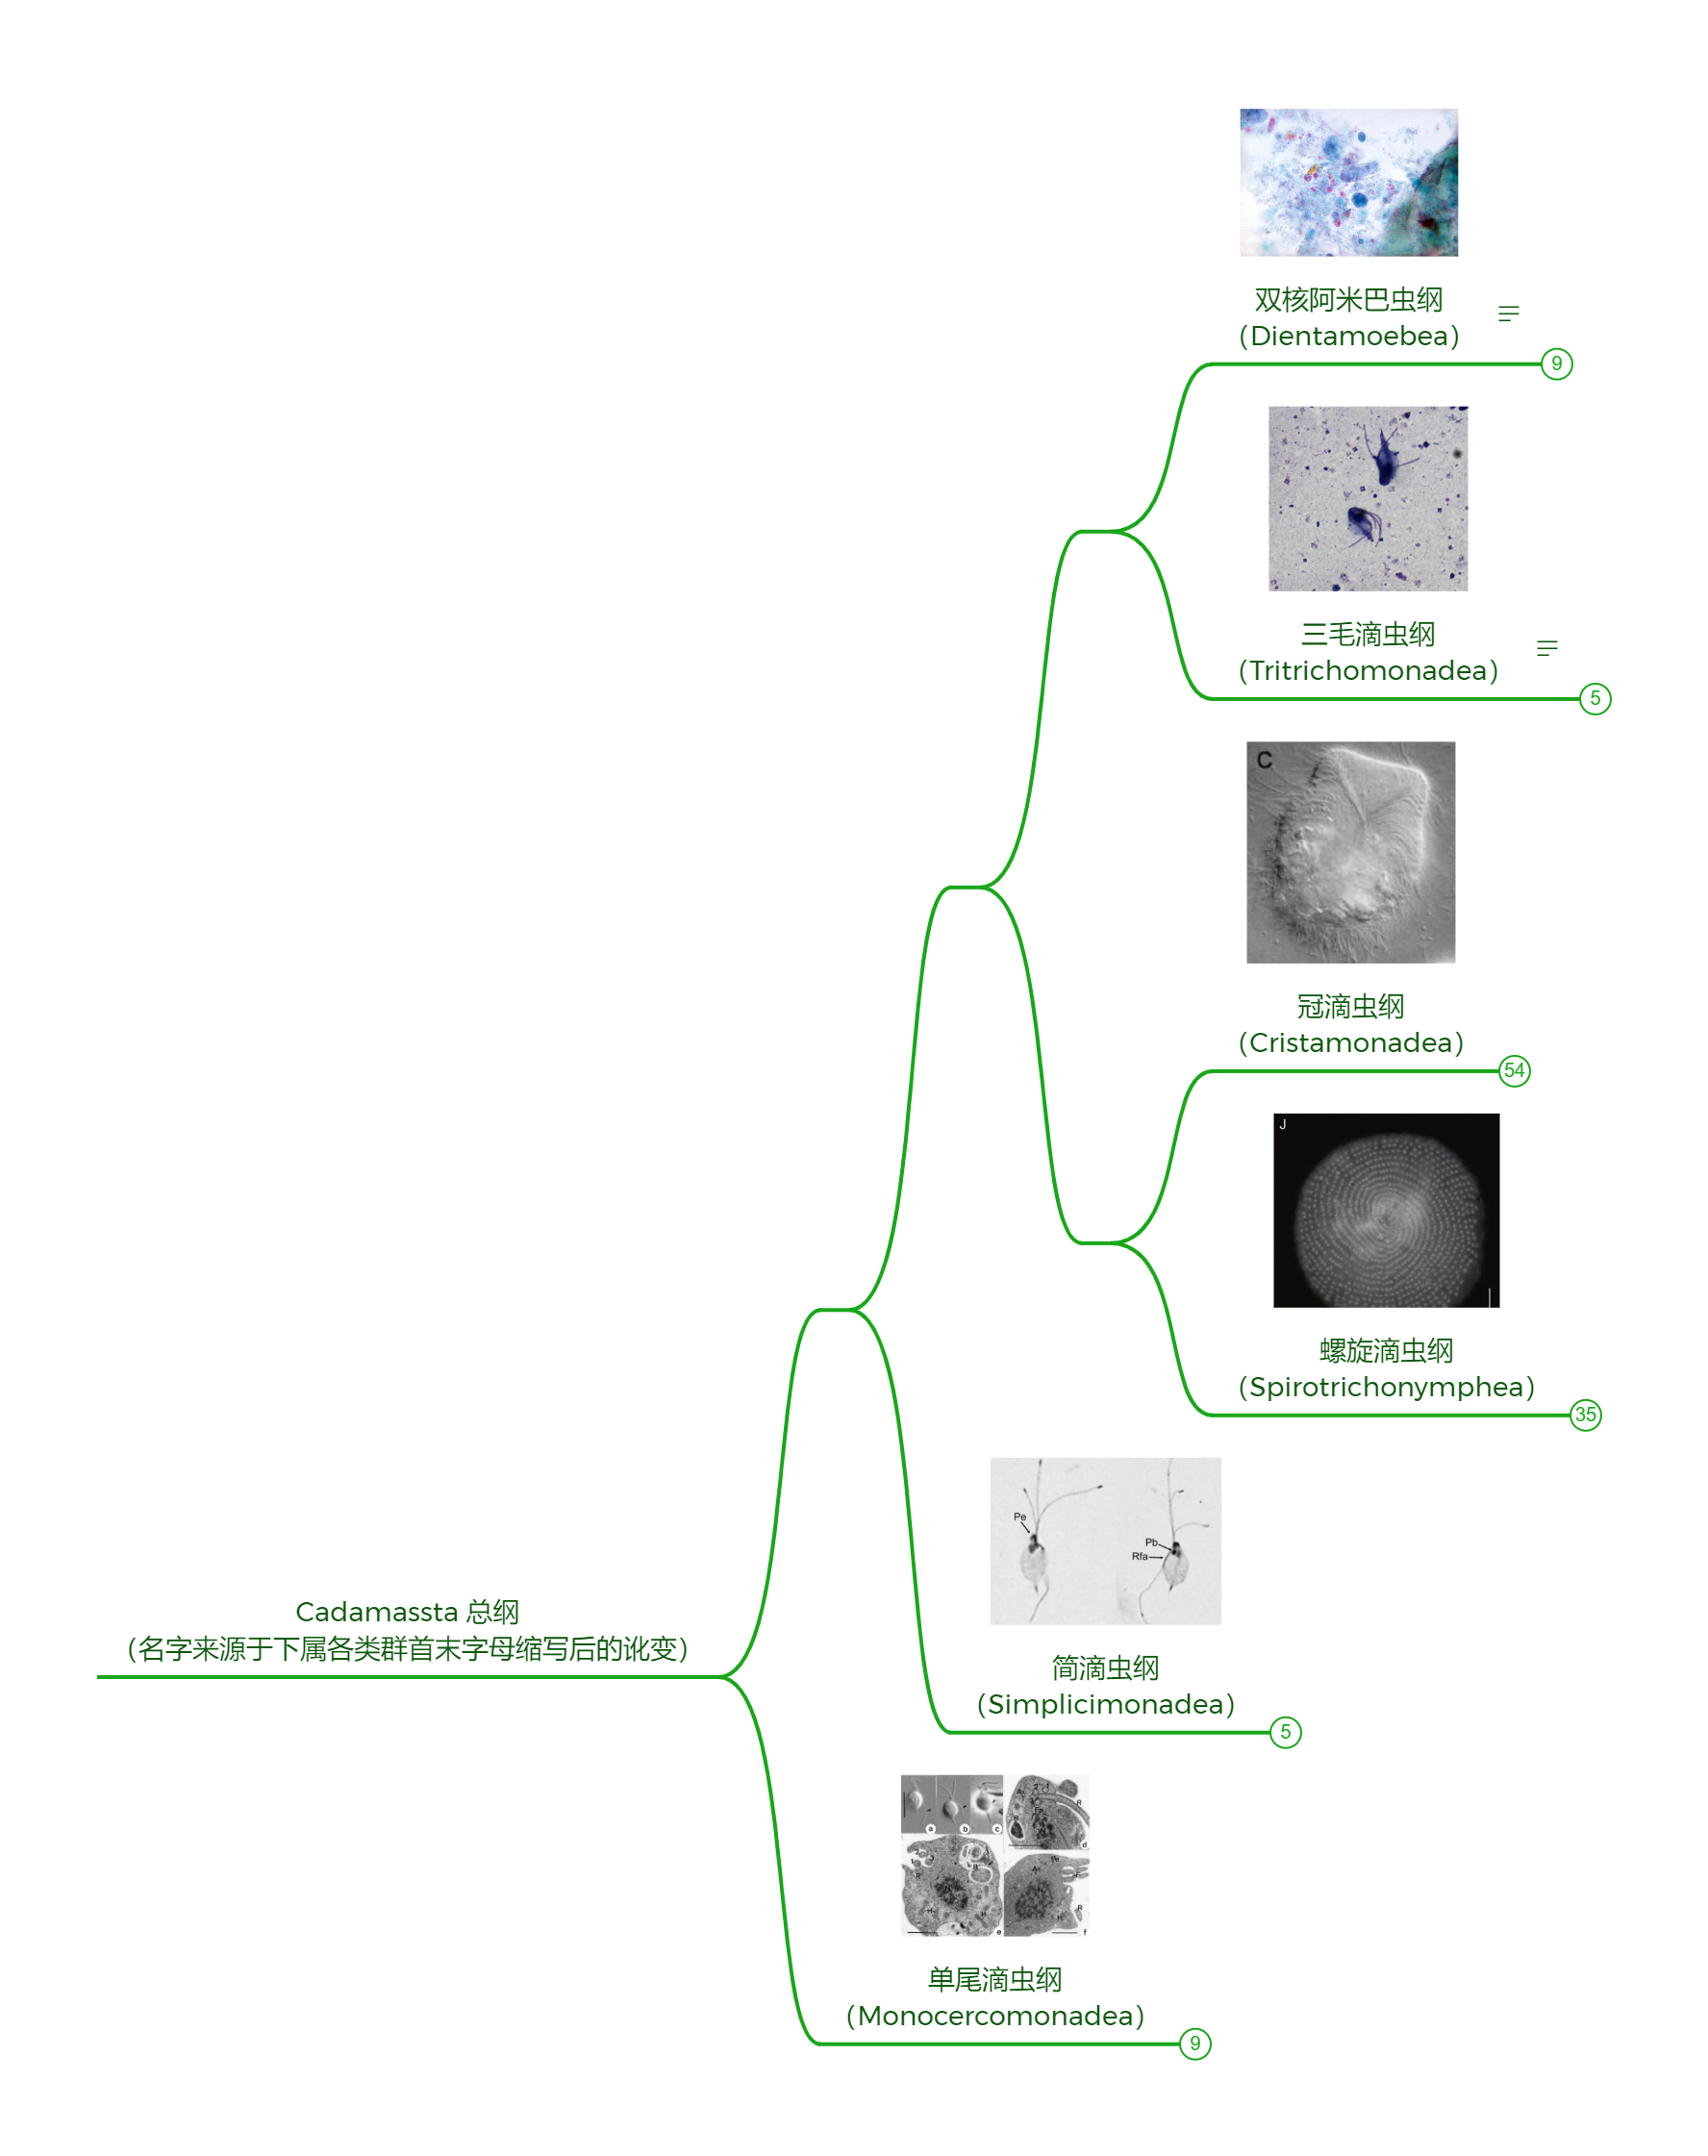 双核阿米巴虫纲
（Dientamoebea）
9
三毛滴虫纲
（Tritrichomonadea）
5
C
冠滴虫纲
（Cristamonadea）
54
J
螺旋滴虫纲
（Spirotrichonymphea）
35
Pe
Pb
Rfa
简滴虫纲
（Simplicimonadea）
5
Cadamassta 总纲
（名字来源于下属各类群首末字母缩写后的讹变）
a
b
c
d
e
f
单尾滴虫纲
（Monocercomonadea）
9